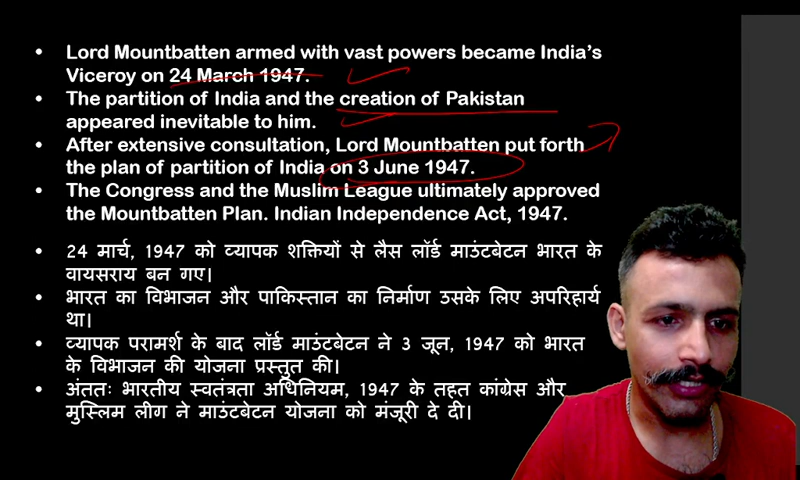 • Lord Mountbatten armed with vast powers became India's
Viceroy on 24 March 1947.
• The partition of India and the creation of Pakistan
appeared inevitable to him.
• After extensive consultation, Lord Mountbatten put forth
the plan of partition of India on 3 June 1947.
• The Congress and the Muslim League ultimately approved
the Mountbatten Plan. Indian Independence Act, 1947.
• 24 मार्च, 1947 को व्यापक शक्तियों से लैस लॉर्ड माउंटबेटन भारत के
वायसराय बन गए।
• भारत का विभाजन और पाकिस्तान का निर्माण उसके लिए अपरिहार्य
था।
• व्यापक परामर्श के बाद लॉर्ड माउंटबेटन ने 3 जून, 1947 को भारत
के विभाजन की योजना प्रस्तुत की।
• अंततः भारतीय स्वतंत्रता अधिनियम, 1947 के तहत कांग्रेस और
मुस्लिम लीग ने माउंटबेटन योजना को मंजूरी दे दी।